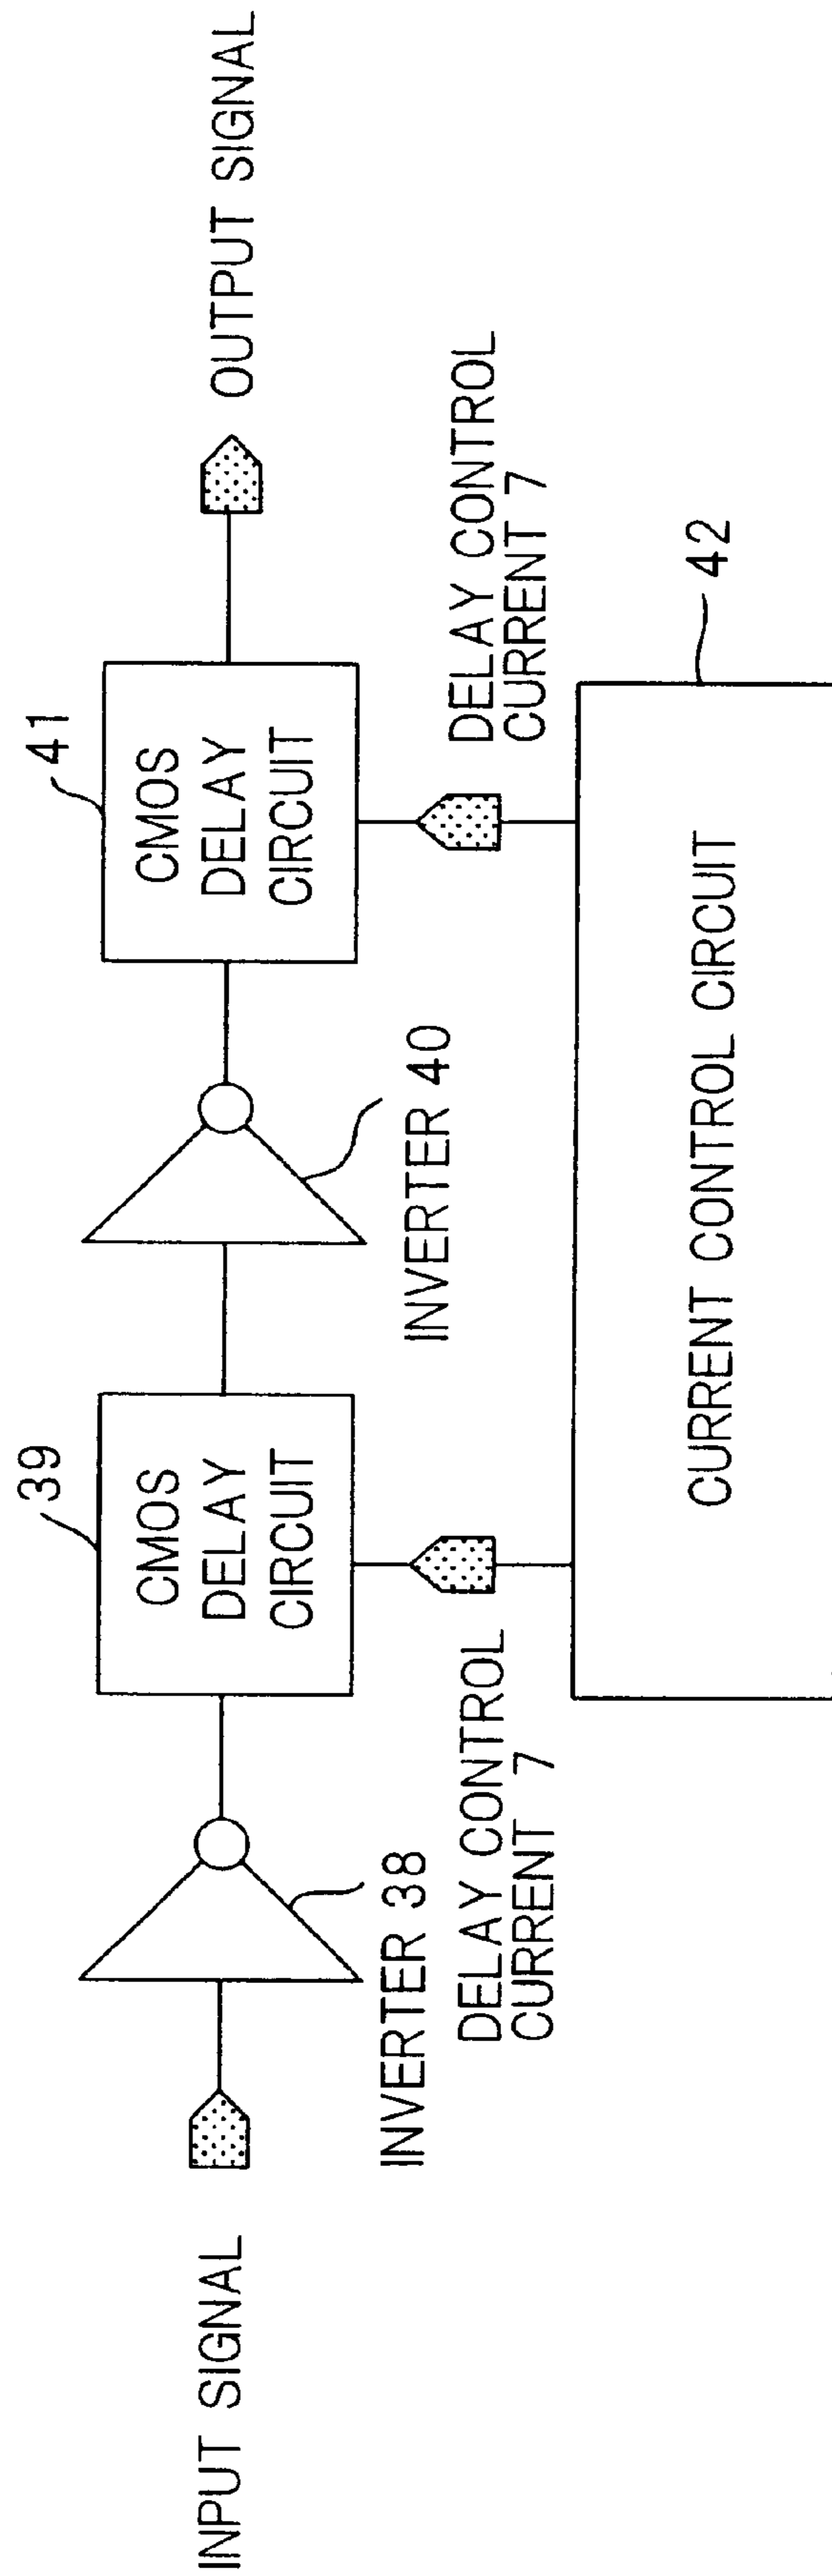 INPUT SIGNAL
INVERTER 38
39
CMOS
DELAY
CIRCUIT
DELAY CONTROL
CURRENT 7
INVERTER 40
41
CMOS
DELAY
CIRCUIT
DELAY CONTROL
CURRENT 7
OUTPUT SIGNAL
42
CURRENT CONTROL CIRCUIT